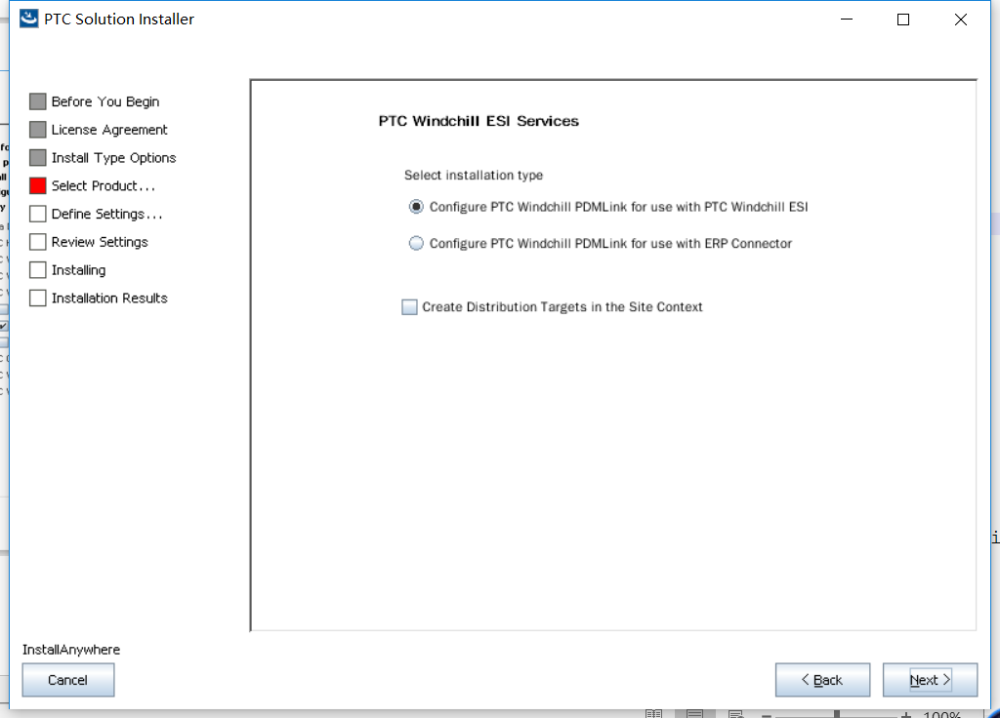 PTC Solution Installer
Before You Begin
License Agreement
Install Type Options
Select Product...
Define Settings...
Review Settings
Installing
Installation Results
PTC Windchill ESI Services
Select installation type
Configure PTC Windchill PDMLink for use with PTC Windchill ESI
Configure PTC Windchill PDMLink for use with ERP Connector
Create Distribution Targets in the Site Context
InstallAnywhere
Cancel
< Back
Next >
100%